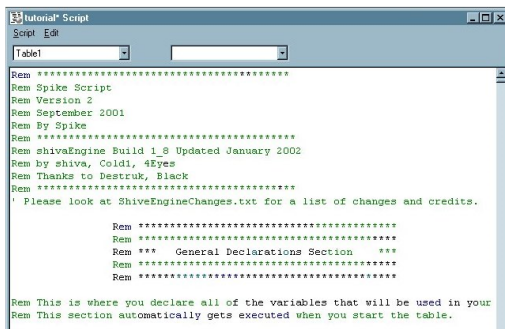 tutorial* Script
Script Edit
Table1
Rem ****************************************
Rem Spike Script
Rem Version 2
Rem September 2001
Rem By Spike
Rem *****************************************
Rem shivaEngine Build 1_8 Updated January 2002
Rem by shiva, Cold1, 4Eyes
Rem Thanks to Destruk, Black
Rem *****************************************
' Please look at ShiveEngineChanges.txt for a list of changes and credits.
Rem *****************************************
Rem *****************************************
Rem *** General Declarations Section ***
Rem *****************************************
Rem *****************************************
Rem This is where you declare all of the variables that will be used in your
Rem This section automatically gets executed when you start the table.